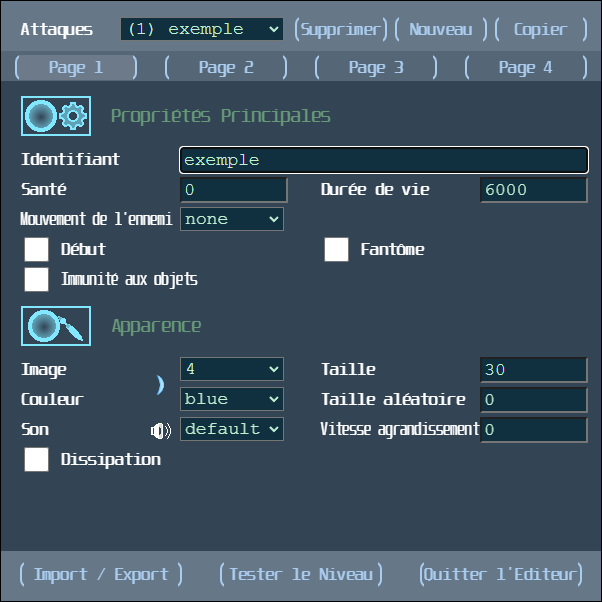 Attaques (1) exemple Supprimer Nouveau Copier
Page 1 Page 2 Page 3 Page 4
Propriétés Principales
Identifiant exemple
Santé 0 Durée de vie 6000
Mouvement de l'ennemi none
Début Fantôme
Immunité aux objets
Apparence
Image 4 Taille 30
Couleur blue Taille aléatoire 0
Son default Vitesse agrandissement 0
Dissipation
Import / Export Tester le Niveau Quitter l'Editeur